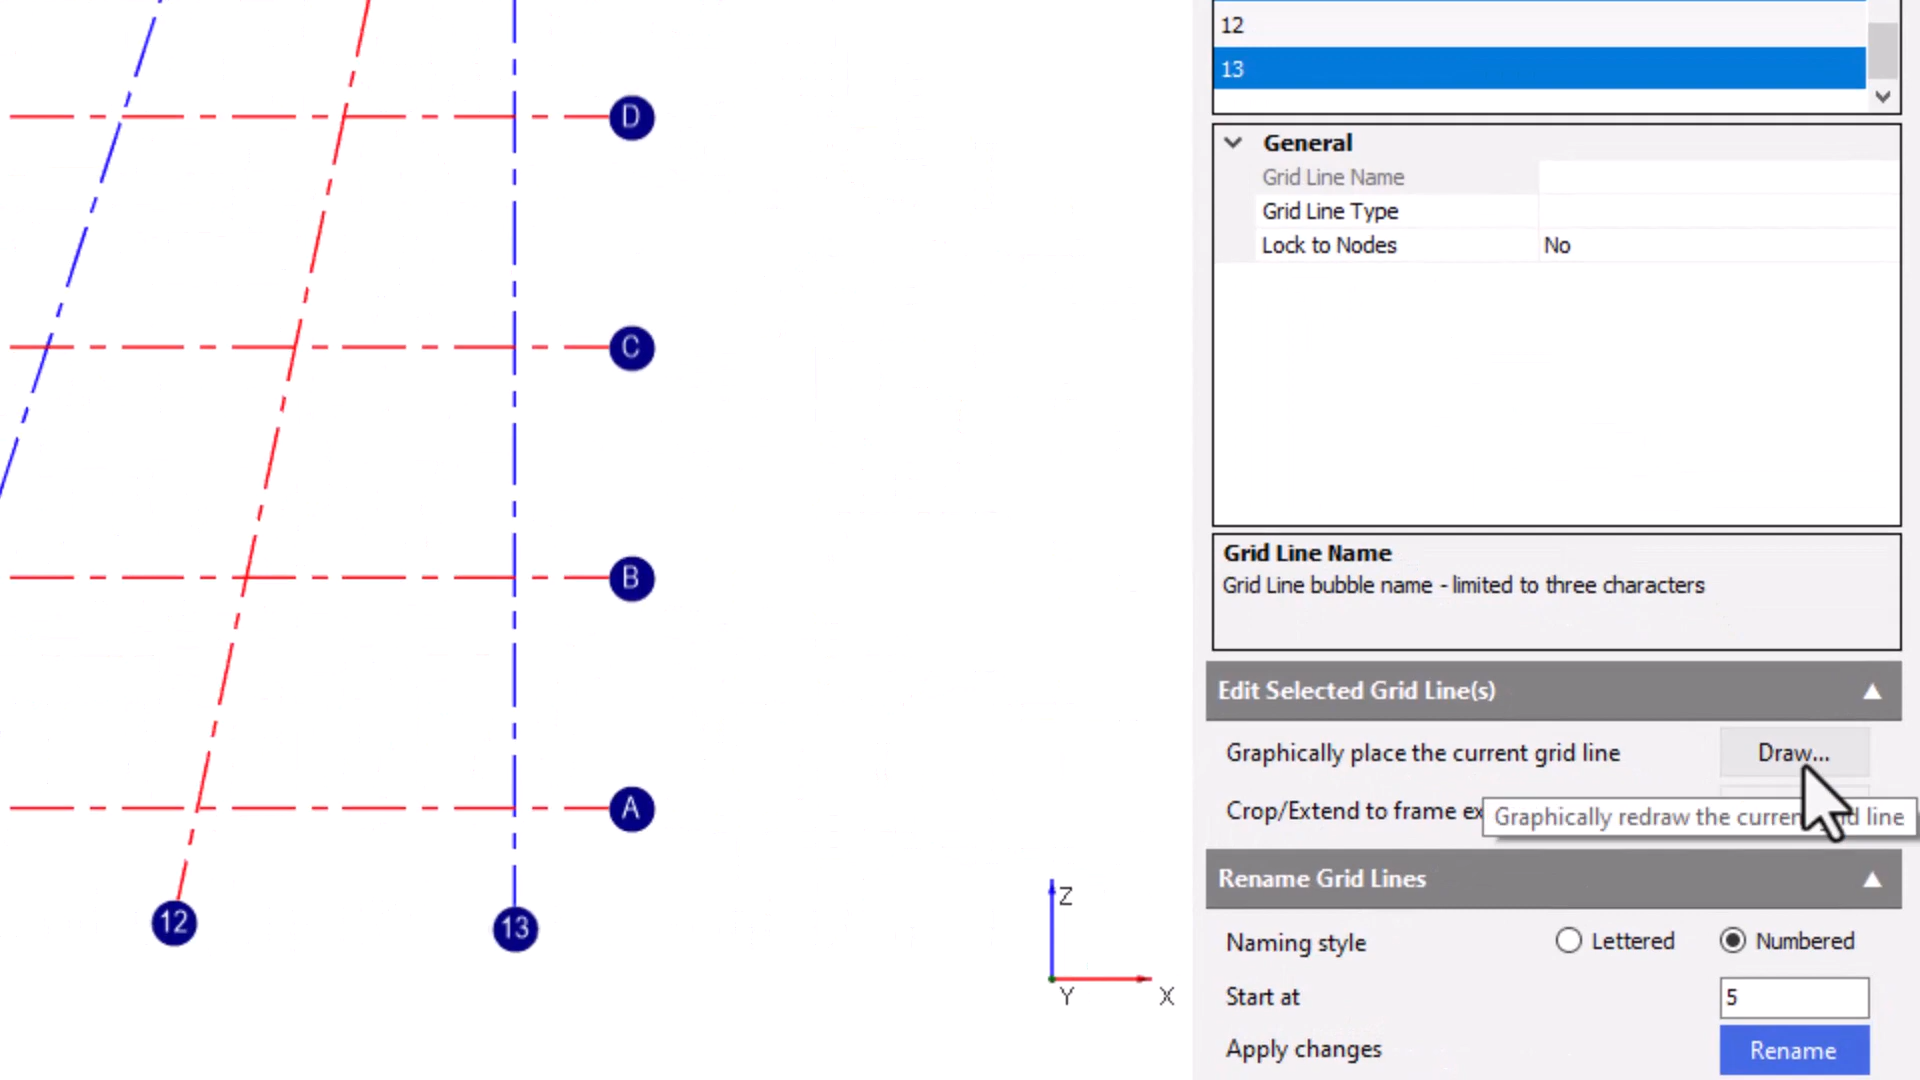 D
C
B
A
12
13
Z
Y
X
12
13
General
Grid Line Name
Grid Line Type
Lock to Nodes No
Grid Line Name
Grid Line bubble name - limited to three characters
Edit Selected Grid Line(s)
Graphically place the current grid line Draw...
Crop/Extend to frame ex
Graphically redraw the current grid line
Rename Grid Lines
Naming style Lettered Numbered
Start at 5
Apply changes Rename